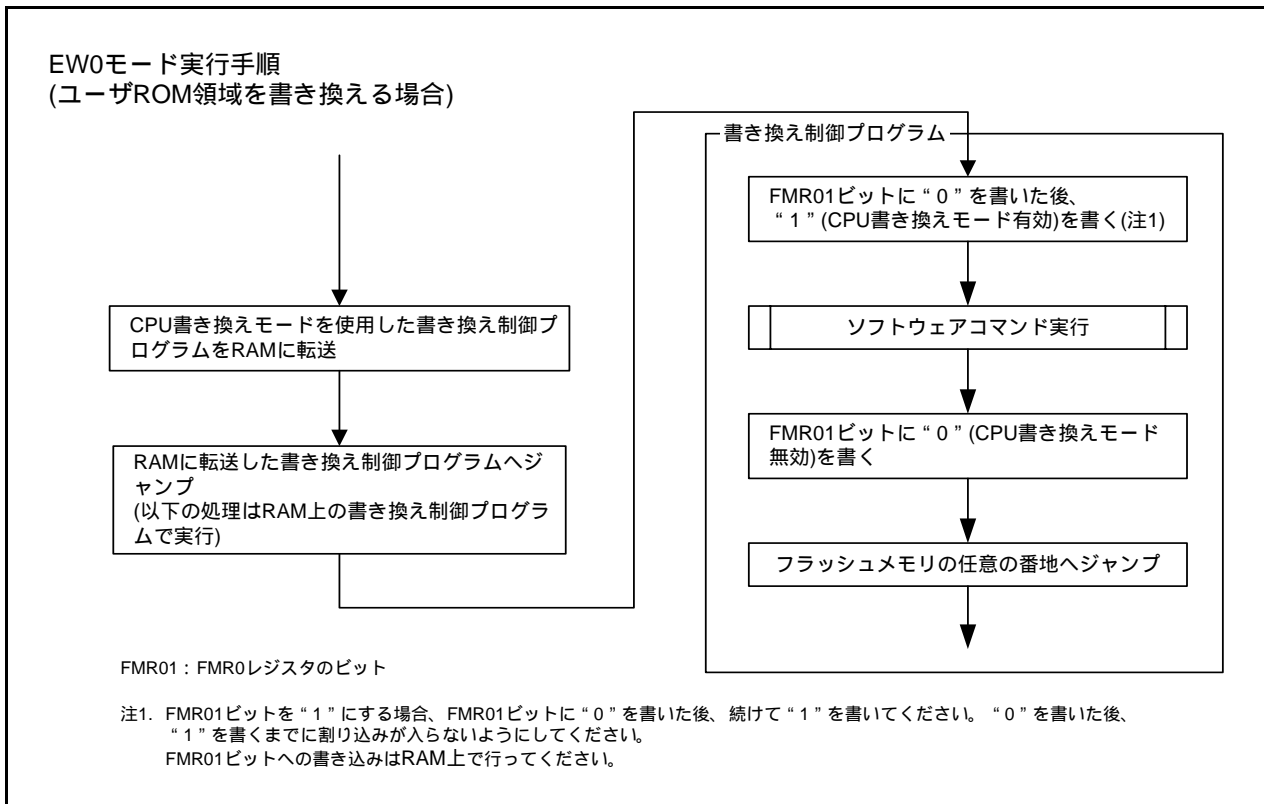 EW0モード実行手順
(ユーザROM領域を書き換える場合)
CPU書き換えモードを使用した書き換え制御プ
ログラムをRAMに転送
RAMに転送した書き換え制御プログラムへジ
ャンプ
(以下の処理はRAM上の書き換え制御プログラ
ムで実行)
書き換え制御プログラム
FMR01ビットに“0”を書いた後、
“1”(CPU書き換えモード有効)を書く(注1)
ソフトウェアコマンド実行
FMR01ビットに“0”(CPU書き換えモード
無効)を書く
フラッシュメモリの任意の番地へジャンプ
FMR01：FMR0レジスタのビット
注1. FMR01ビットを“1”にする場合、FMR01ビットに“0”を書いた後、続けて“1”を書いてください。“0”を書いた後、
“1”を書くまでに割り込みが入らないようにしてください。
FMR01ビットへの書き込みはRAM上で行ってください。